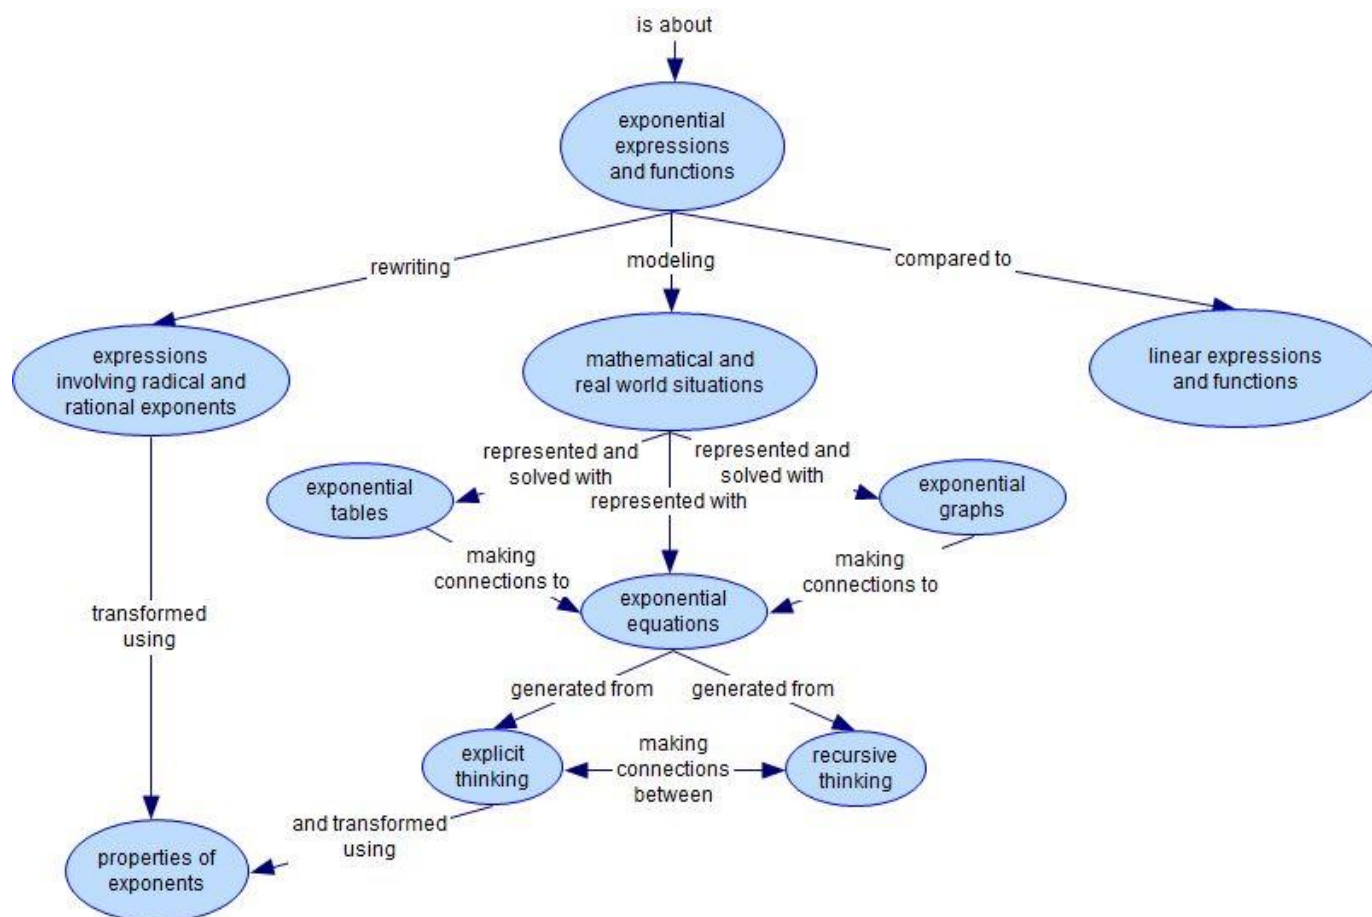 is about
exponential
expressions
and functions
rewriting
modeling
compared to
expressions
involving radical and
rational exponents
mathematical and
real world situations
linear expressions
and functions
represented and
solved with
represented and
solved with
represented with
exponential
tables
exponential
graphs
making
connections to
making
connections to
exponential
equations
transformed
using
generated from
generated from
explicit
thinking
making
connections
between
recursive
thinking
and transformed
using
properties of
exponents